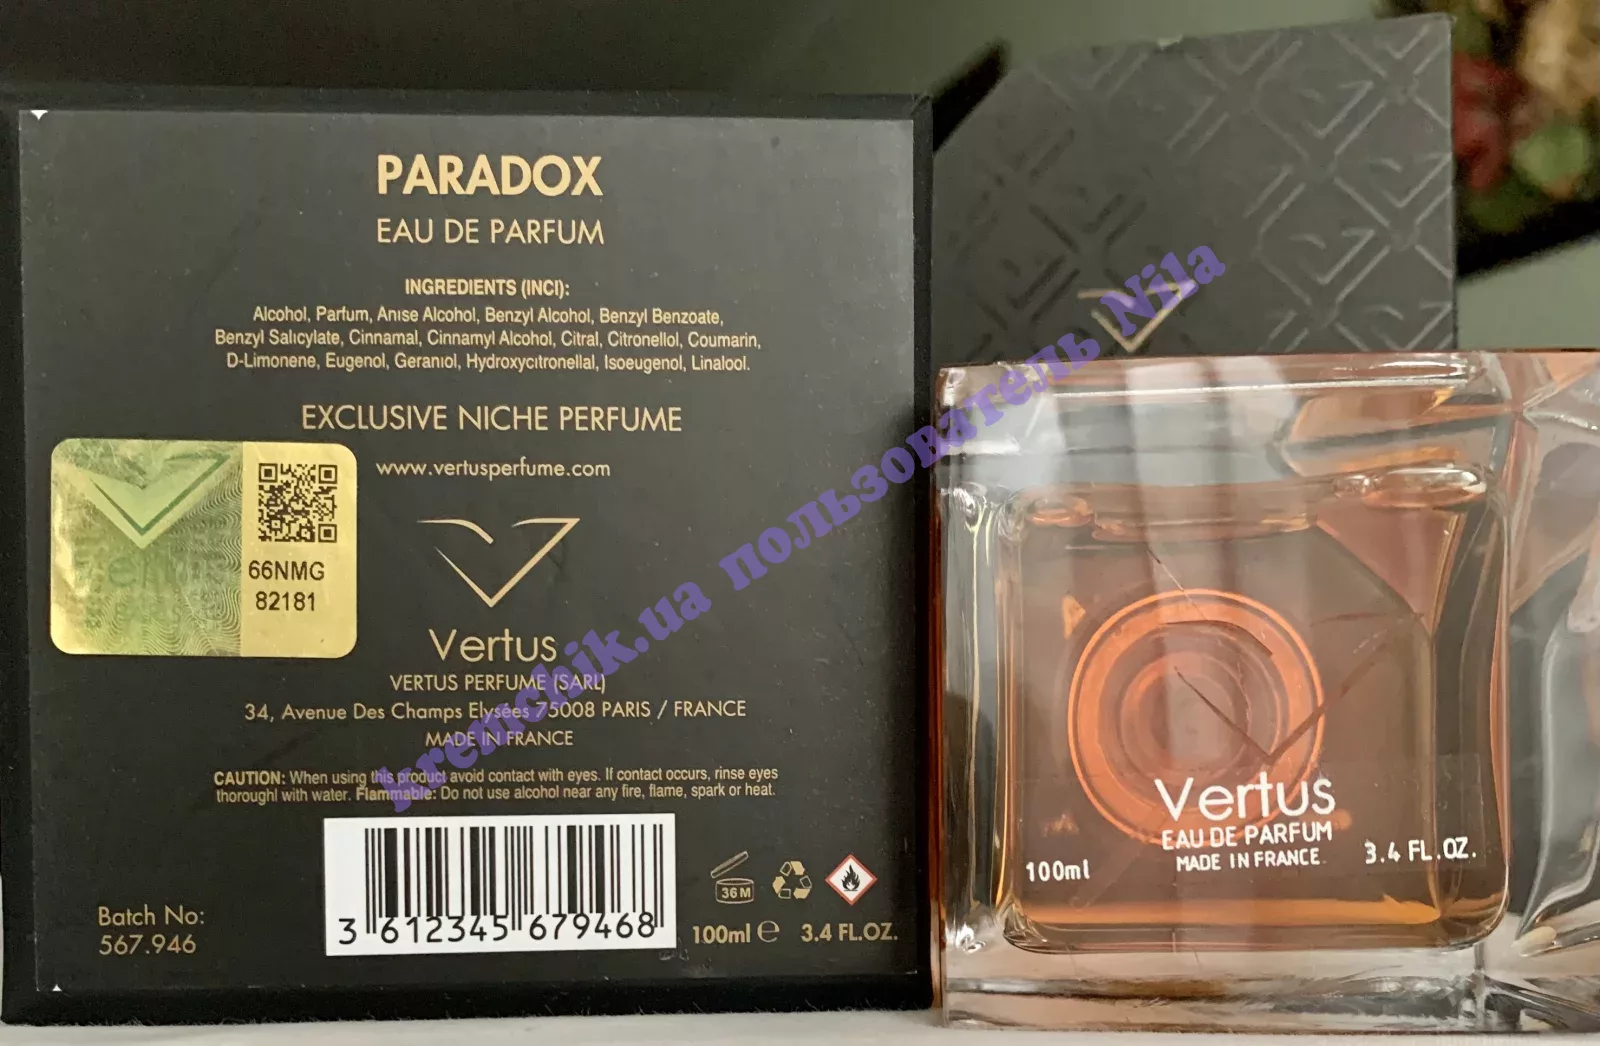 PARADOX
EAU DE PARFUM
INGREDIENTS (INCI):
Alcohol, Parfum, Anise Alcohol, Benzyl Alcohol, Benzyl Benzoate,
Benzyl Salicylate, Cinnamal, Cinnamyl Alcohol, Citral, Citronellol, Coumarin,
D-Limonene, Eugenol, Geraniol, Hydroxycitronellal, Isoeugenol, Linalool.
EXCLUSIVE NICHE PERFUME
www.vertusperfume.com
66NMG
82181
Vertus
VERTUS PERFUME (SARL)
34, Avenue Des Champs Elysées 75008 PARIS / FRANCE
MADE IN FRANCE
CAUTION: When using this product avoid contact with eyes. If contact occurs, rinse eyes
thoroughl with water. Flammable: Do not use alcohol near any fire, flame, spark or heat.
Batch No:
567.946
3 612345 679468
36 M
100ml e 3.4 FL.OZ.
Vertus
EAU DE PARFUM
MADE IN FRANCE
100ml
3.4 FL.OZ.
kremchik.ua пользователь Nila